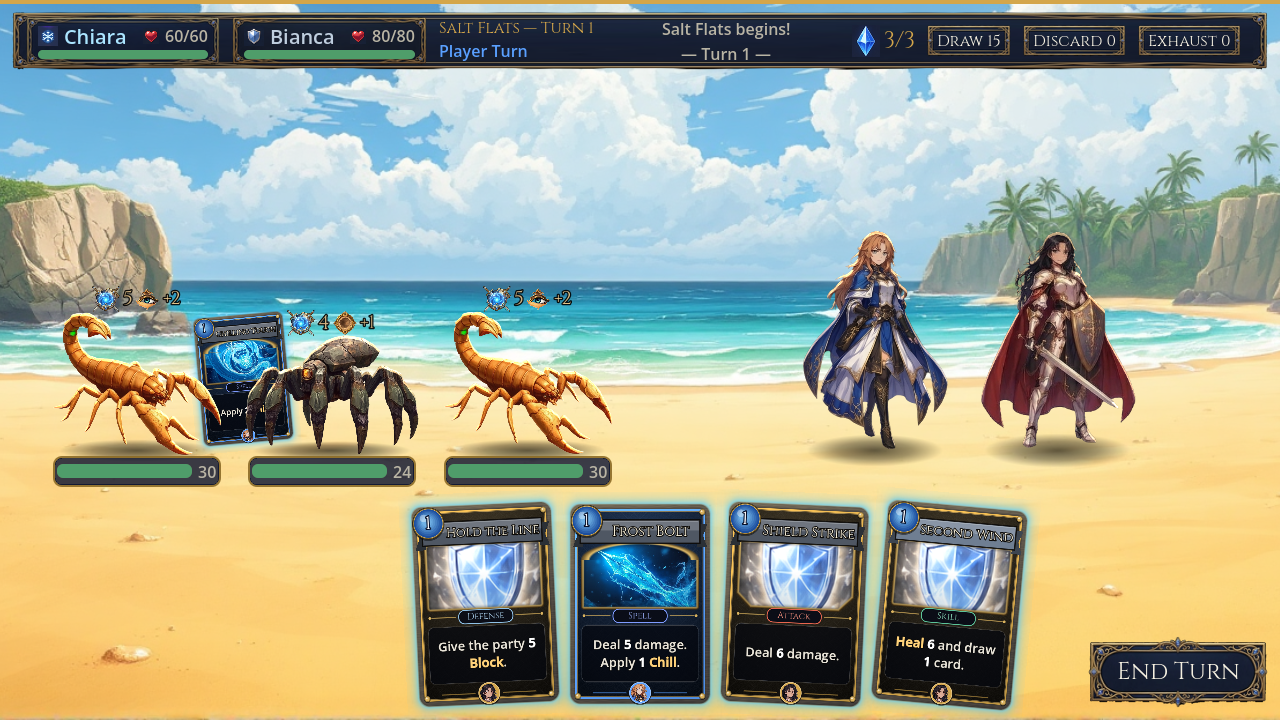 Chiara 60/60
Bianca 80/80
Salt Flats — Turn 1
Player Turn
Salt Flats begins!
— Turn 1 —
3/3
Draw 15
Discard 0
Exhaust 0
5 +2
4 +1
5 +2
1
Apply
30
24
30
1
Hold the Line
Defense
Give the party 5
Block.
1
Frost Bolt
Spell
Deal 5 damage.
Apply 1 Chill.
1
Shield Strike
Attack
Deal 6 damage.
1
Second Wind
Skill
Heal 6 and draw
1 card.
End Turn